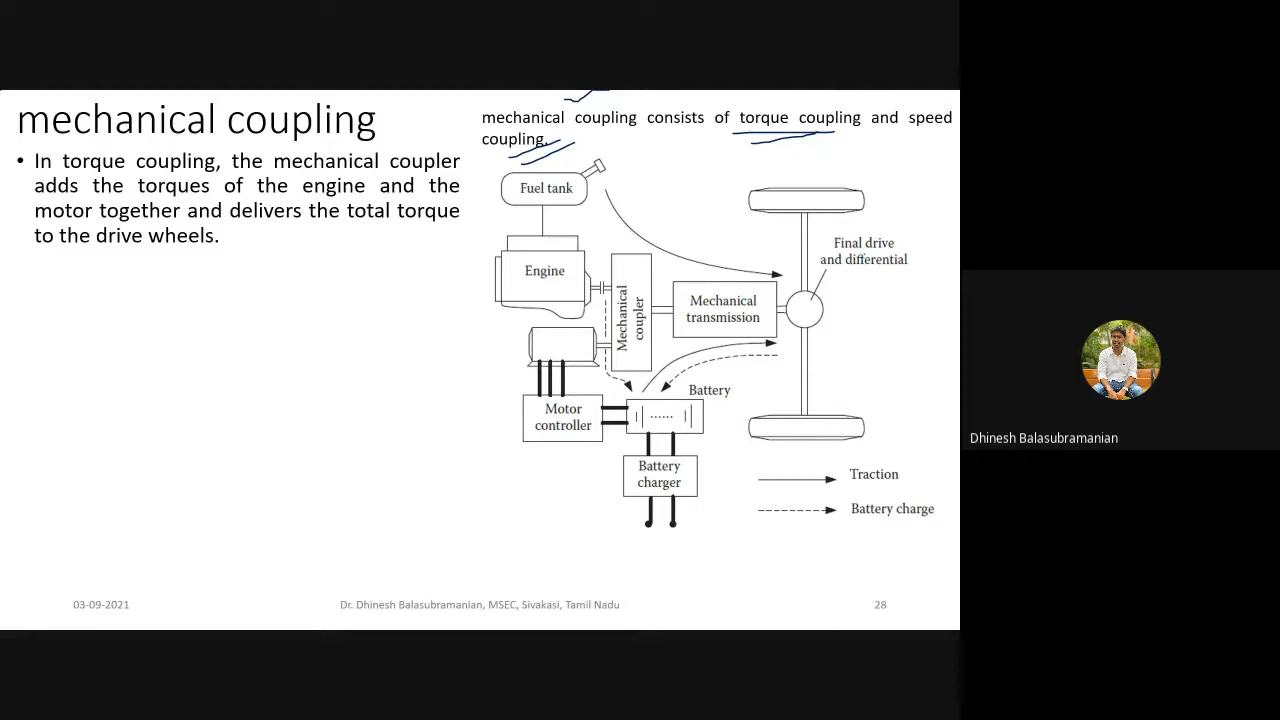 mechanical coupling
mechanical coupling consists of torque coupling and speed
coupling.
• In torque coupling, the mechanical coupler
adds the torques of the engine and the
motor together and delivers the total torque
to the drive wheels.
Fuel tank
Engine
Mechanical
coupler
Mechanical
transmission
Final drive
and differential
Motor
controller
Battery
Battery
charger
Traction
Battery charge
03-09-2021
Dr. Dhinesh Balasubramanian, MSEC, Sivakasi, Tamil Nadu
28
Dhinesh Balasubramanian